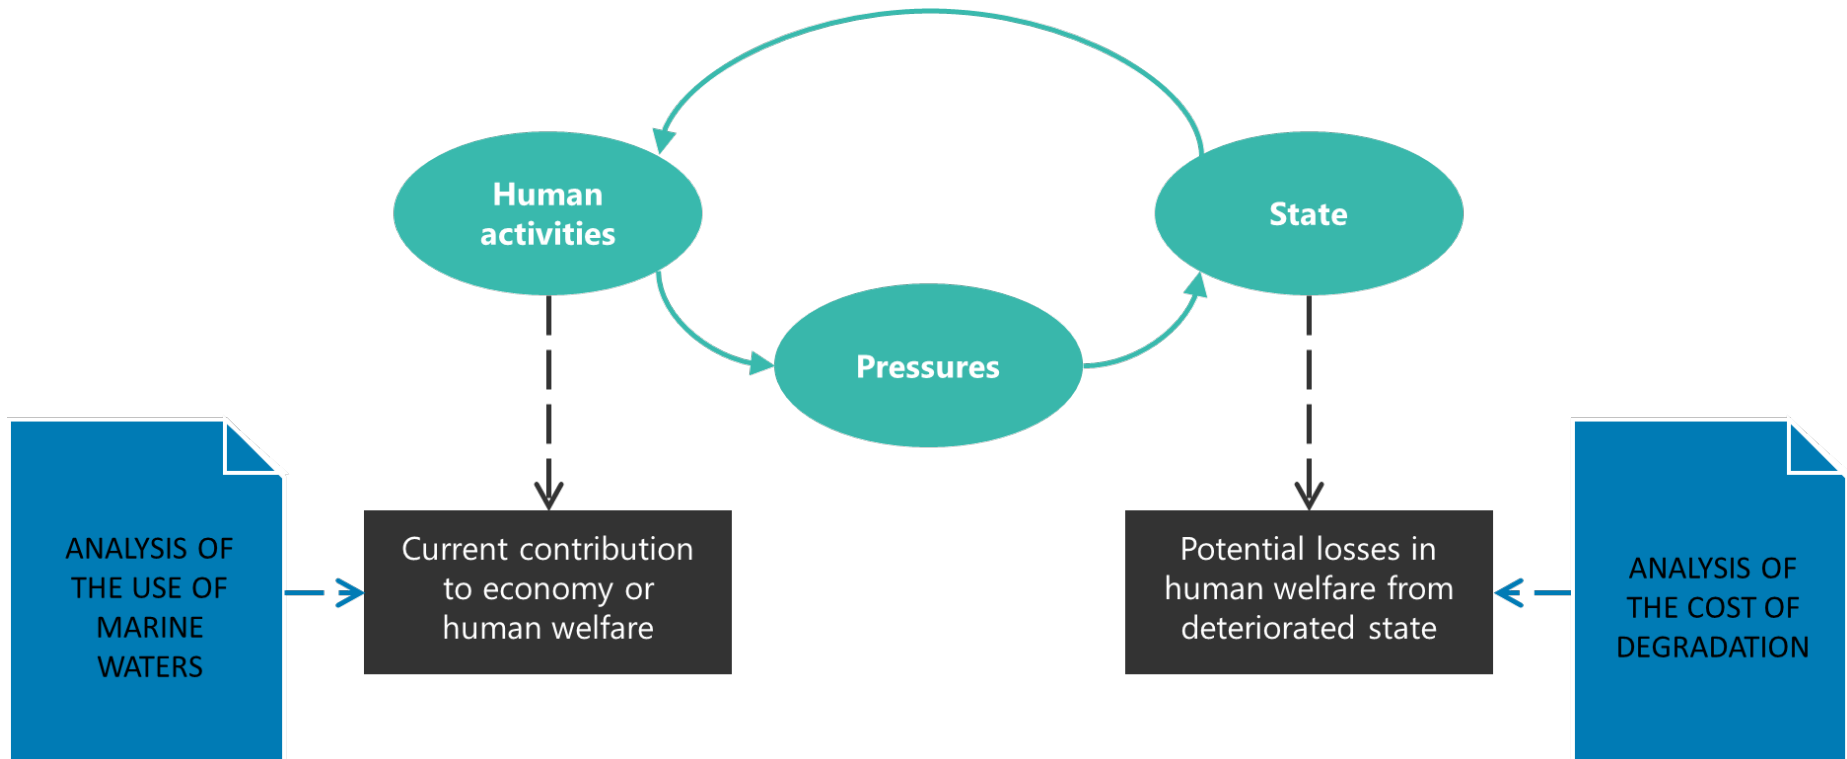 Human
activities
State
Pressures
ANALYSIS OF
THE USE OF
MARINE
WATERS
Current contribution
to economy or
human welfare
Potential losses in
human welfare from
deteriorated state
ANALYSIS OF
THE COST OF
DEGRADATION